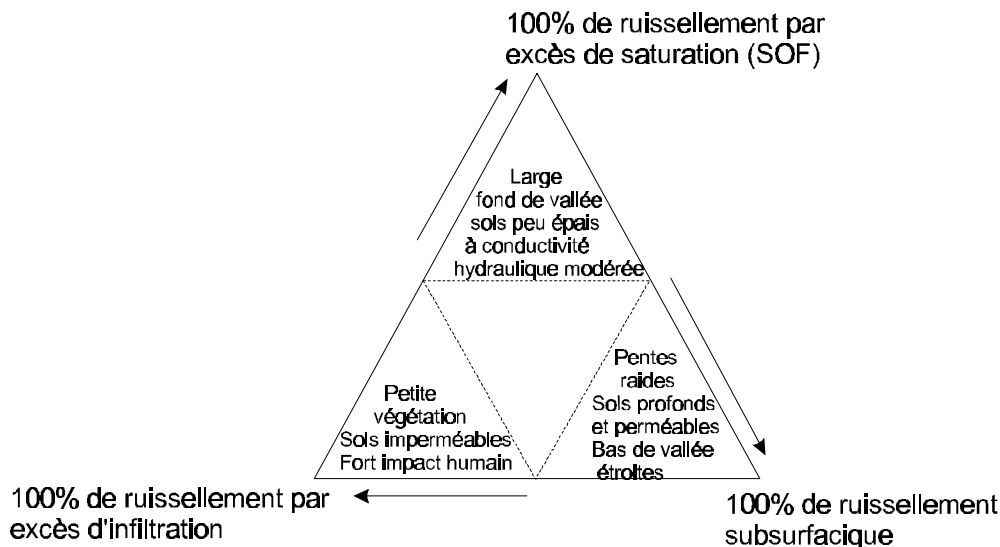 100% de ruissellement par
excès de saturation (SOF)
Large
fond de vallée
sols peu épais
à conductivité
hydraulique modérée
Petite
végétation
Sols imperméables
Fort impact humain
Pentes
raides
Sols profonds
et perméables
Bas de vallée
étroites
100% de ruissellement par
excès d'infiltration
100% de ruissellement
subsurfacique